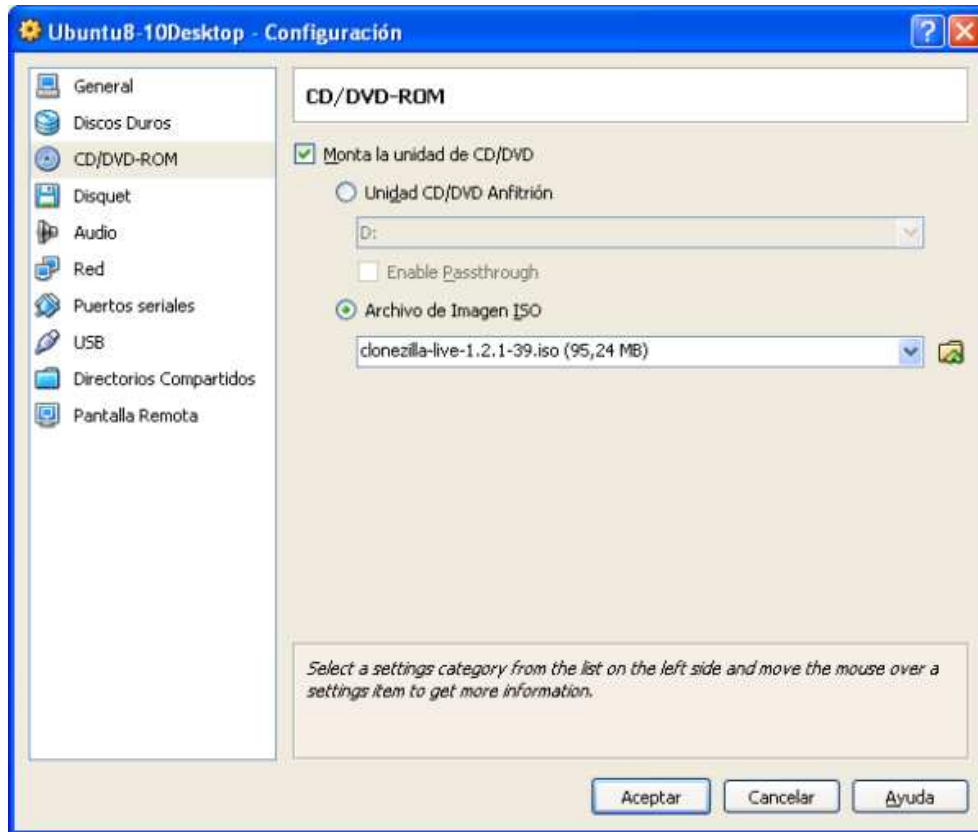 Ubuntu8-10Desktop - Configuración
General
Discos Duros
CD/DVD-ROM
Disquet
Audio
Red
Puertos seriales
USB
Directorios Compartidos
Pantalla Remota
CD/DVD-ROM
Monta la unidad de CD/DVD
Unidad CD/DVD Anfitrión
D:
Enable Passthrough
Archivo de Imagen ISO
clonezilla-live-1.2.1-39.iso (95,24 MB)
Select a settings category from the list on the left side and move the mouse over a
settings item to get more information.
Aceptar
Cancelar
Ayuda